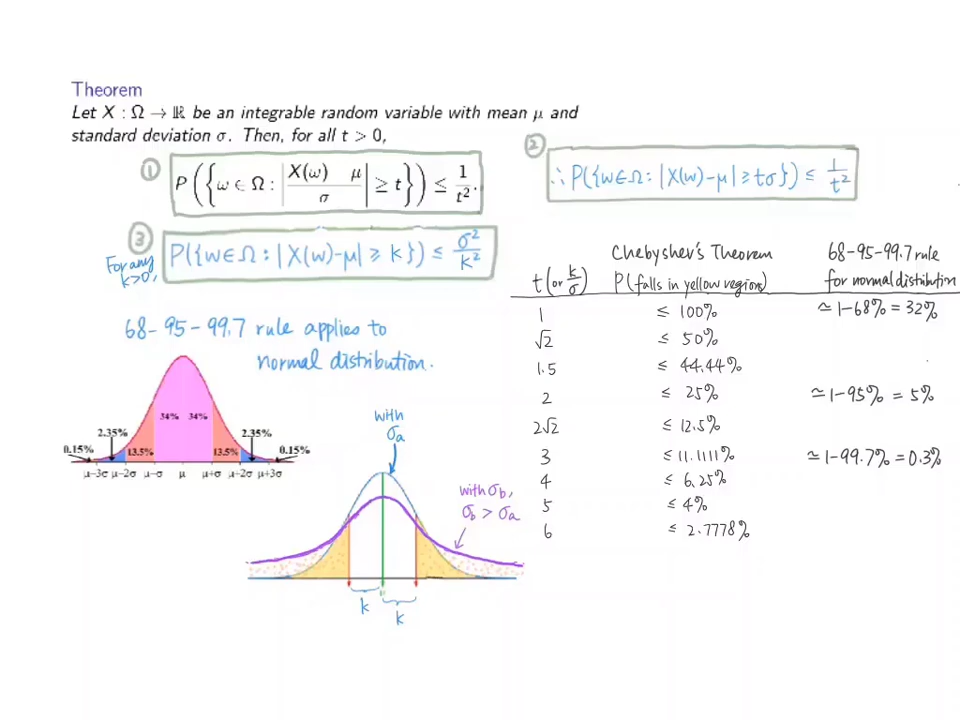 Theorem
Let X : Ω → ℝ be an integrable random variable with mean μ and
standard deviation σ. Then, for all t > 0,
① P({ω ∈ Ω : |X(ω) μ / σ| ≥ t}) ≤ 1/t².
② ∴ P({ω∈Ω : |X(ω)-μ| ≥ tσ}) ≤ 1/t²
③ For any k>0, P({ω∈Ω : |X(ω)-μ| ≥ k}) ≤ σ²/k²
68-95-99.7 rule applies to
normal distribution.
34% 34%
2.35% 2.35%
0.15% 13.5% 13.5% 0.15%
μ-3σ μ-2σ μ-σ μ μ+σ μ+2σ μ+3σ
with
σa
with σb,
σb > σa
k
k
Chebyshev's Theorem 68-95-99.7 rule
t (or k/σ) P(falls in yellow regions) for normal distribution
1 ≤ 100% ≃ 1-68% = 32%
√2 ≤ 50%
1.5 ≤ 44.44%
2 ≤ 25% ≃ 1-95% = 5%
2√2 ≤ 12.5%
3 ≤ 11.1111% ≃ 1-99.7% = 0.3%
4 ≤ 6.25%
5 ≤ 4%
6 ≤ 2.7778%